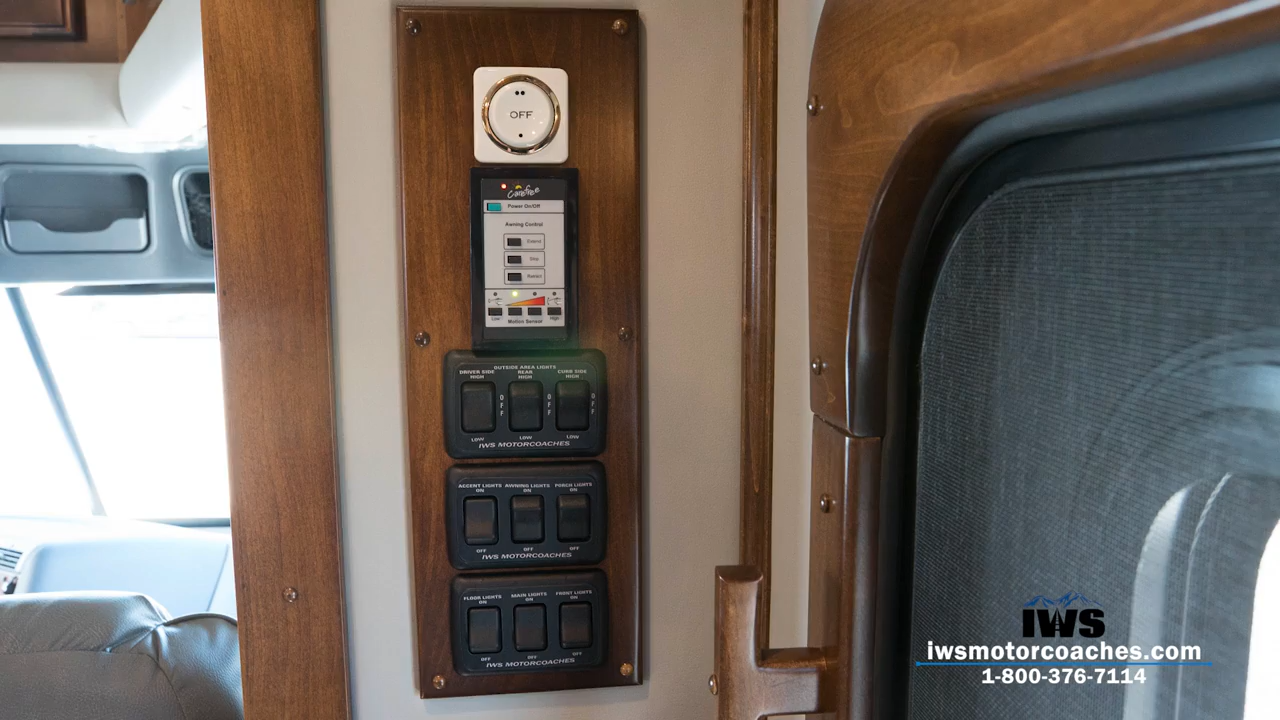 OFF
Carefree
Power On/Off
Awning Control
Extend
Stop
Retract
Low
High
Motion Sensor
OUTSIDE AREA LIGHTS
DRIVER SIDE REAR CURB SIDE
HIGH HIGH HIGH
OFF OFF OFF
LOW LOW LOW
IWS MOTORCOACHES
ACCENT LIGHTS AWNING LIGHTS PORCH LIGHTS
ON ON ON
OFF OFF OFF
IWS MOTORCOACHES
FLOOR LIGHTS MAIN LIGHTS FRONT LIGHTS
ON ON ON
OFF OFF OFF
IWS MOTORCOACHES
IWS
iwsmotorcoaches.com
1-800-376-7114